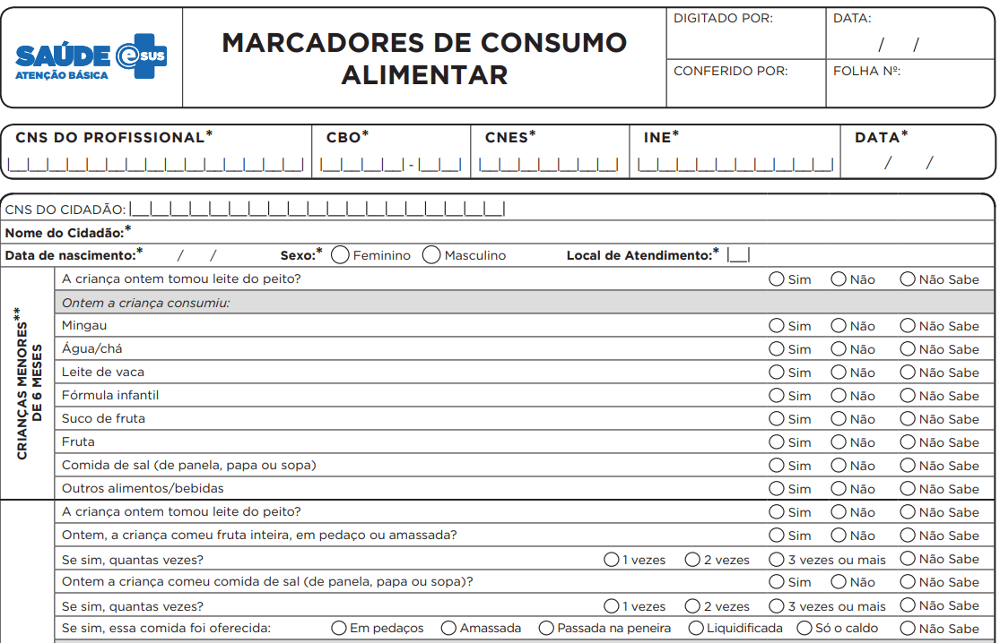 SAÚDE e SUS
ATENÇÃO BÁSICA
MARCADORES DE CONSUMO
ALIMENTAR
DIGITADO POR:
DATA:
/ /
CONFERIDO POR:
FOLHA Nº:
CNS DO PROFISSIONAL*
CBO*
-
CNES*
INE*
DATA*
/ /
CNS DO CIDADÃO:
Nome do Cidadão:*
Data de nascimento:* / / Sexo:* Feminino Masculino Local de Atendimento:*
CRIANÇAS MENORES**
DE 6 MESES
A criança ontem tomou leite do peito? Sim Não Não Sabe
Ontem a criança consumiu:
Mingau Sim Não Não Sabe
Água/chá Sim Não Não Sabe
Leite de vaca Sim Não Não Sabe
Fórmula infantil Sim Não Não Sabe
Suco de fruta Sim Não Não Sabe
Fruta Sim Não Não Sabe
Comida de sal (de panela, papa ou sopa) Sim Não Não Sabe
Outros alimentos/bebidas Sim Não Não Sabe
A criança ontem tomou leite do peito? Sim Não Não Sabe
Ontem, a criança comeu fruta inteira, em pedaço ou amassada? Sim Não Não Sabe
Se sim, quantas vezes? 1 vezes 2 vezes 3 vezes ou mais Não Sabe
Ontem a criança comeu comida de sal (de panela, papa ou sopa)? Sim Não Não Sabe
Se sim, quantas vezes? 1 vezes 2 vezes 3 vezes ou mais Não Sabe
Se sim, essa comida foi oferecida: Em pedaços Amassada Passada na peneira Liquidificada Só o caldo Não Sabe